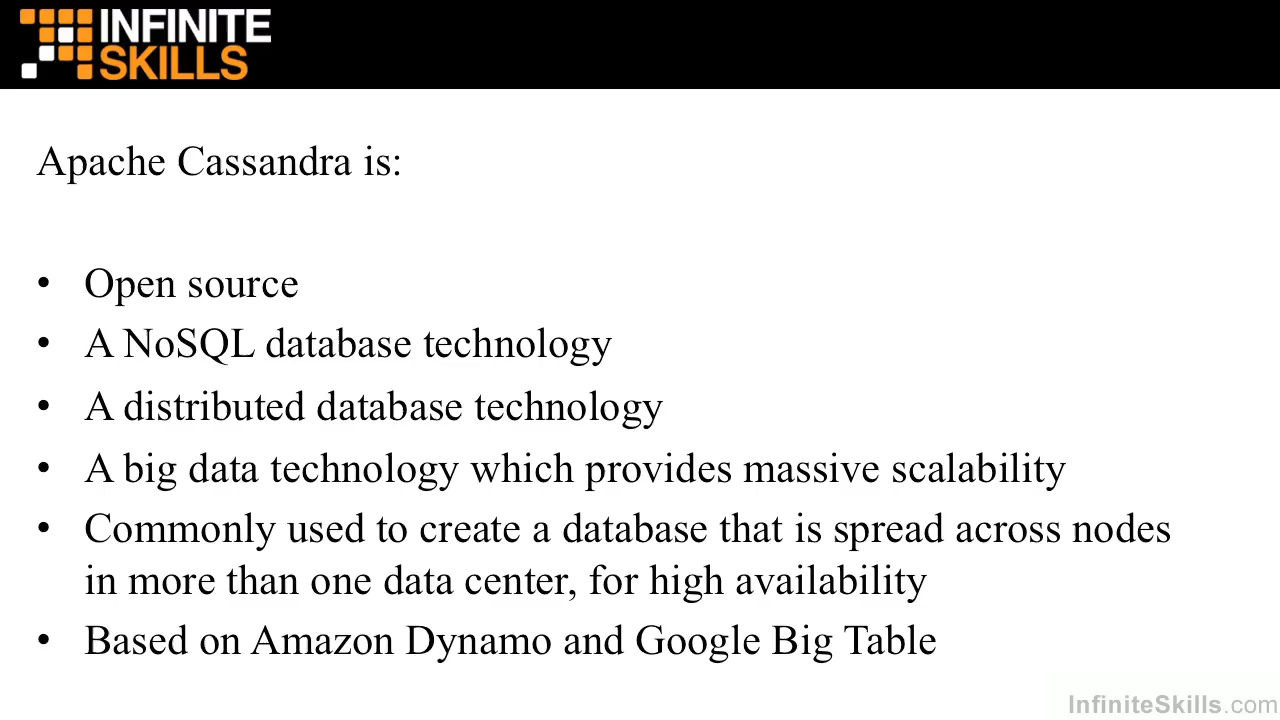 INFINITE
SKILLS
Apache Cassandra is:
• Open source
• A NoSQL database technology
• A distributed database technology
• A big data technology which provides massive scalability
• Commonly used to create a database that is spread across nodes
in more than one data center, for high availability
• Based on Amazon Dynamo and Google Big Table
InfiniteSkills.com